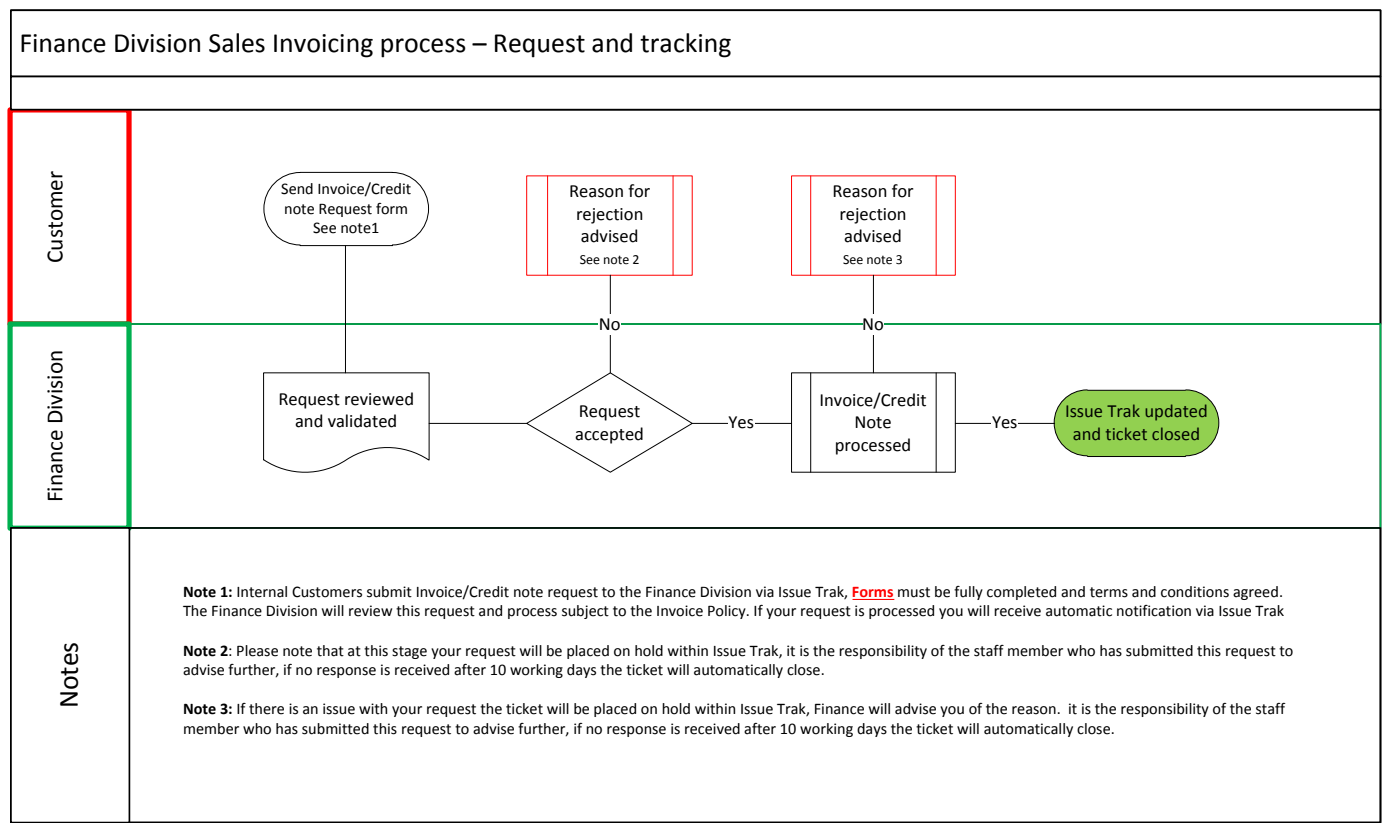 Finance Division Sales Invoicing process – Request and tracking
Customer
Send Invoice/Credit
note Request form
See note1
Reason for
rejection
advised
See note 2
Reason for
rejection
advised
See note 3
No
No
Finance Division
Request reviewed
and validated
Request
accepted
Yes
Invoice/Credit
Note
processed
Yes
Issue Trak updated
and ticket closed
Notes
Note 1: Internal Customers submit Invoice/Credit note request to the Finance Division via Issue Trak, Forms must be fully completed and terms and conditions agreed.
The Finance Division will review this request and process subject to the Invoice Policy. If your request is processed you will receive automatic notification via Issue Trak
Note 2: Please note that at this stage your request will be placed on hold within Issue Trak, it is the responsibility of the staff member who has submitted this request to
advise further, if no response is received after 10 working days the ticket will automatically close.
Note 3: If there is an issue with your request the ticket will be placed on hold within Issue Trak, Finance will advise you of the reason.  it is the responsibility of the staff
member who has submitted this request to advise further, if no response is received after 10 working days the ticket will automatically close.